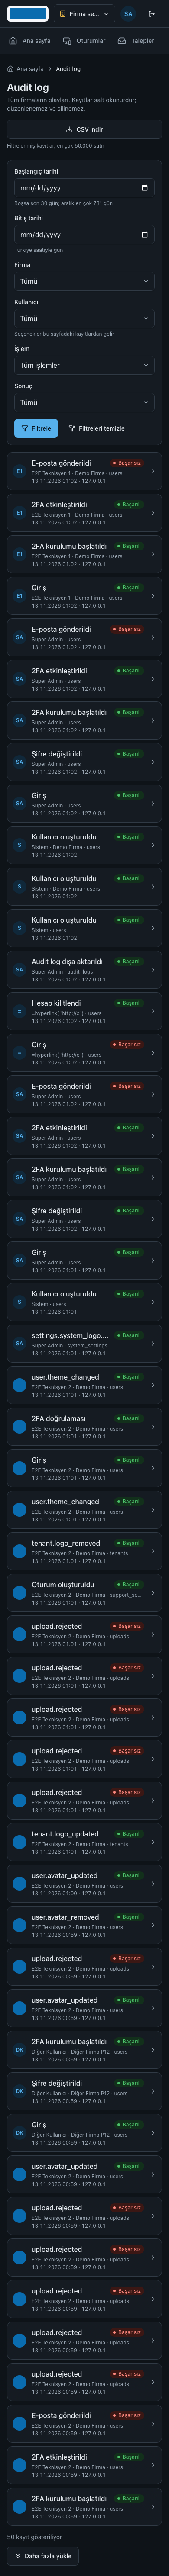 Firma se...
SA
Ana sayfa
Oturumlar
Talepler
Ana sayfa
Audit log
Audit log
Tüm firmaların olayları. Kayıtlar salt okunurdur;
düzenlenemez ve silinemez.
CSV indir
Filtrelenmiş kayıtlar, en çok 50.000 satır
Başlangıç tarihi
mm/dd/yyyy
Boşsa son 30 gün; aralık en çok 731 gün
Bitiş tarihi
mm/dd/yyyy
Türkiye saatiyle gün
Firma
Tümü
Kullanıcı
Tümü
Seçenekler bu sayfadaki kayıtlardan gelir
İşlem
Tüm işlemler
Sonuç
Tümü
Filtrele
Filtreleri temizle
E1
E-posta gönderildi
Başarısız
E2E Teknisyen 1 · Demo Firma · users
13.11.2026 01:02 · 127.0.0.1
E1
2FA etkinleştirildi
Başarılı
E2E Teknisyen 1 · Demo Firma · users
13.11.2026 01:02 · 127.0.0.1
E1
2FA kurulumu başlatıldı
Başarılı
E2E Teknisyen 1 · Demo Firma · users
13.11.2026 01:02 · 127.0.0.1
E1
Giriş
Başarılı
E2E Teknisyen 1 · Demo Firma · users
13.11.2026 01:02 · 127.0.0.1
SA
E-posta gönderildi
Başarısız
Super Admin · users
13.11.2026 01:02 · 127.0.0.1
SA
2FA etkinleştirildi
Başarılı
Super Admin · users
13.11.2026 01:02 · 127.0.0.1
SA
2FA kurulumu başlatıldı
Başarılı
Super Admin · users
13.11.2026 01:02 · 127.0.0.1
SA
Şifre değiştirildi
Başarılı
Super Admin · users
13.11.2026 01:02 · 127.0.0.1
SA
Giriş
Başarılı
Super Admin · users
13.11.2026 01:02 · 127.0.0.1
S
Kullanıcı oluşturuldu
Başarılı
Sistem · Demo Firma · users
13.11.2026 01:02
S
Kullanıcı oluşturuldu
Başarılı
Sistem · Demo Firma · users
13.11.2026 01:02
S
Kullanıcı oluşturuldu
Başarılı
Sistem · users
13.11.2026 01:02
SA
Audit log dışa aktarıldı
Başarılı
Super Admin · audit_logs
13.11.2026 01:02 · 127.0.0.1
=
Hesap kilitlendi
Başarılı
=hyperlink("http://x") · users
13.11.2026 01:02 · 127.0.0.1
=
Giriş
Başarısız
=hyperlink("http://x") · users
13.11.2026 01:02 · 127.0.0.1
SA
E-posta gönderildi
Başarısız
Super Admin · users
13.11.2026 01:02 · 127.0.0.1
SA
2FA etkinleştirildi
Başarılı
Super Admin · users
13.11.2026 01:02 · 127.0.0.1
SA
2FA kurulumu başlatıldı
Başarılı
Super Admin · users
13.11.2026 01:02 · 127.0.0.1
SA
Şifre değiştirildi
Başarılı
Super Admin · users
13.11.2026 01:02 · 127.0.0.1
SA
Giriş
Başarılı
Super Admin · users
13.11.2026 01:01 · 127.0.0.1
S
Kullanıcı oluşturuldu
Başarılı
Sistem · users
13.11.2026 01:01
SA
settings.system_logo....
Başarılı
Super Admin · system_settings
13.11.2026 01:01 · 127.0.0.1
user.theme_changed
Başarılı
E2E Teknisyen 2 · Demo Firma · users
13.11.2026 01:01 · 127.0.0.1
2FA doğrulaması
Başarılı
E2E Teknisyen 2 · Demo Firma · users
13.11.2026 01:01 · 127.0.0.1
Giriş
Başarılı
E2E Teknisyen 2 · Demo Firma · users
13.11.2026 01:01 · 127.0.0.1
user.theme_changed
Başarılı
E2E Teknisyen 2 · Demo Firma · users
13.11.2026 01:01 · 127.0.0.1
tenant.logo_removed
Başarılı
E2E Teknisyen 2 · Demo Firma · tenants
13.11.2026 01:01 · 127.0.0.1
Oturum oluşturuldu
Başarılı
E2E Teknisyen 2 · Demo Firma · support_se...
13.11.2026 01:01 · 127.0.0.1
upload.rejected
Başarısız
E2E Teknisyen 2 · Demo Firma · uploads
13.11.2026 01:01 · 127.0.0.1
upload.rejected
Başarısız
E2E Teknisyen 2 · Demo Firma · uploads
13.11.2026 01:01 · 127.0.0.1
upload.rejected
Başarısız
E2E Teknisyen 2 · Demo Firma · uploads
13.11.2026 01:01 · 127.0.0.1
upload.rejected
Başarısız
E2E Teknisyen 2 · Demo Firma · uploads
13.11.2026 01:01 · 127.0.0.1
upload.rejected
Başarısız
E2E Teknisyen 2 · Demo Firma · uploads
13.11.2026 01:01 · 127.0.0.1
tenant.logo_updated
Başarılı
E2E Teknisyen 2 · Demo Firma · tenants
13.11.2026 01:01 · 127.0.0.1
user.avatar_updated
Başarılı
E2E Teknisyen 2 · Demo Firma · users
13.11.2026 01:00 · 127.0.0.1
user.avatar_removed
Başarılı
E2E Teknisyen 2 · Demo Firma · users
13.11.2026 00:59 · 127.0.0.1
upload.rejected
Başarısız
E2E Teknisyen 2 · Demo Firma · uploads
13.11.2026 00:59 · 127.0.0.1
user.avatar_updated
Başarılı
E2E Teknisyen 2 · Demo Firma · users
13.11.2026 00:59 · 127.0.0.1
DK
2FA kurulumu başlatıldı
Başarılı
Diğer Kullanıcı · Diğer Firma P12 · users
13.11.2026 00:59 · 127.0.0.1
DK
Şifre değiştirildi
Başarılı
Diğer Kullanıcı · Diğer Firma P12 · users
13.11.2026 00:59 · 127.0.0.1
DK
Giriş
Başarılı
Diğer Kullanıcı · Diğer Firma P12 · users
13.11.2026 00:59 · 127.0.0.1
user.avatar_updated
Başarılı
E2E Teknisyen 2 · Demo Firma · users
13.11.2026 00:59 · 127.0.0.1
upload.rejected
Başarısız
E2E Teknisyen 2 · Demo Firma · uploads
13.11.2026 00:59 · 127.0.0.1
upload.rejected
Başarısız
E2E Teknisyen 2 · Demo Firma · uploads
13.11.2026 00:59 · 127.0.0.1
upload.rejected
Başarısız
E2E Teknisyen 2 · Demo Firma · uploads
13.11.2026 00:59 · 127.0.0.1
upload.rejected
Başarısız
E2E Teknisyen 2 · Demo Firma · uploads
13.11.2026 00:59 · 127.0.0.1
upload.rejected
Başarısız
E2E Teknisyen 2 · Demo Firma · uploads
13.11.2026 00:59 · 127.0.0.1
E-posta gönderildi
Başarısız
E2E Teknisyen 2 · Demo Firma · users
13.11.2026 00:59 · 127.0.0.1
2FA etkinleştirildi
Başarılı
E2E Teknisyen 2 · Demo Firma · users
13.11.2026 00:59 · 127.0.0.1
2FA kurulumu başlatıldı
Başarılı
E2E Teknisyen 2 · Demo Firma · users
13.11.2026 00:59 · 127.0.0.1
50 kayıt gösteriliyor
Daha fazla yükle